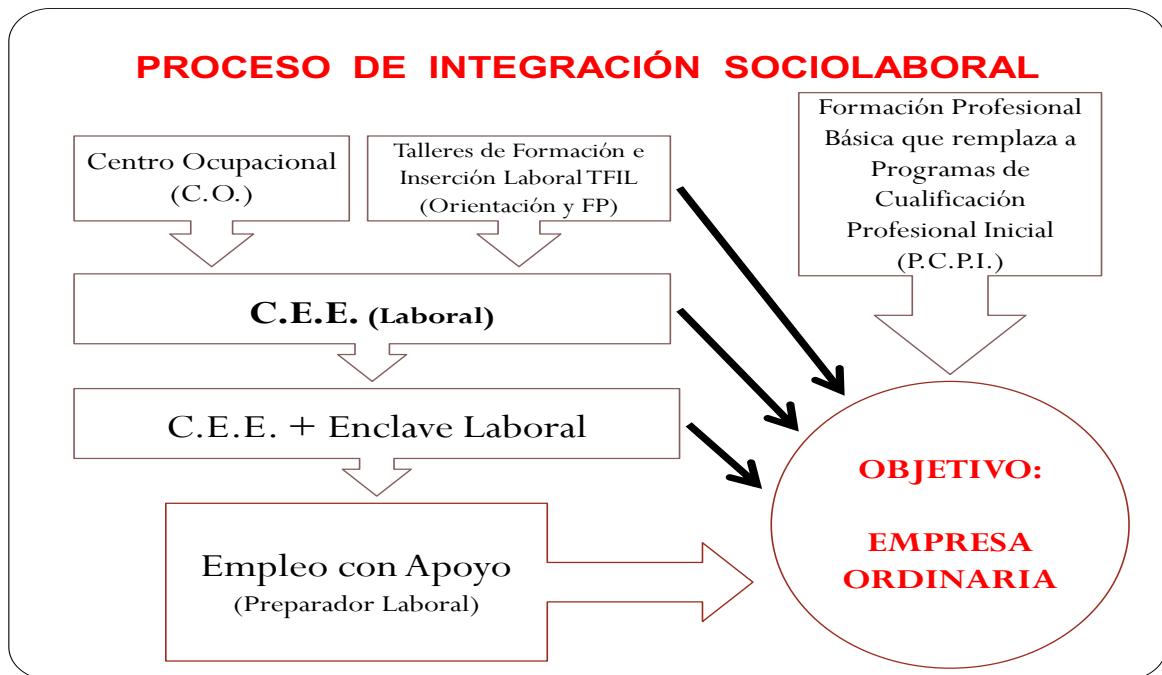 PROCESO DE INTEGRACIÓN SOCIOLABORAL
Centro Ocupacional
(C.O.)
Talleres de Formación e
Inserción Laboral TFIL
(Orientación y FP)
Formación Profesional
Básica que remplaza a
Programas de
Cualificación
Profesional Inicial
(P.C.P.I.)
C.E.E. (Laboral)
C.E.E. + Enclave Laboral
Empleo con Apoyo
(Preparador Laboral)
OBJETIVO:
EMPRESA
ORDINARIA